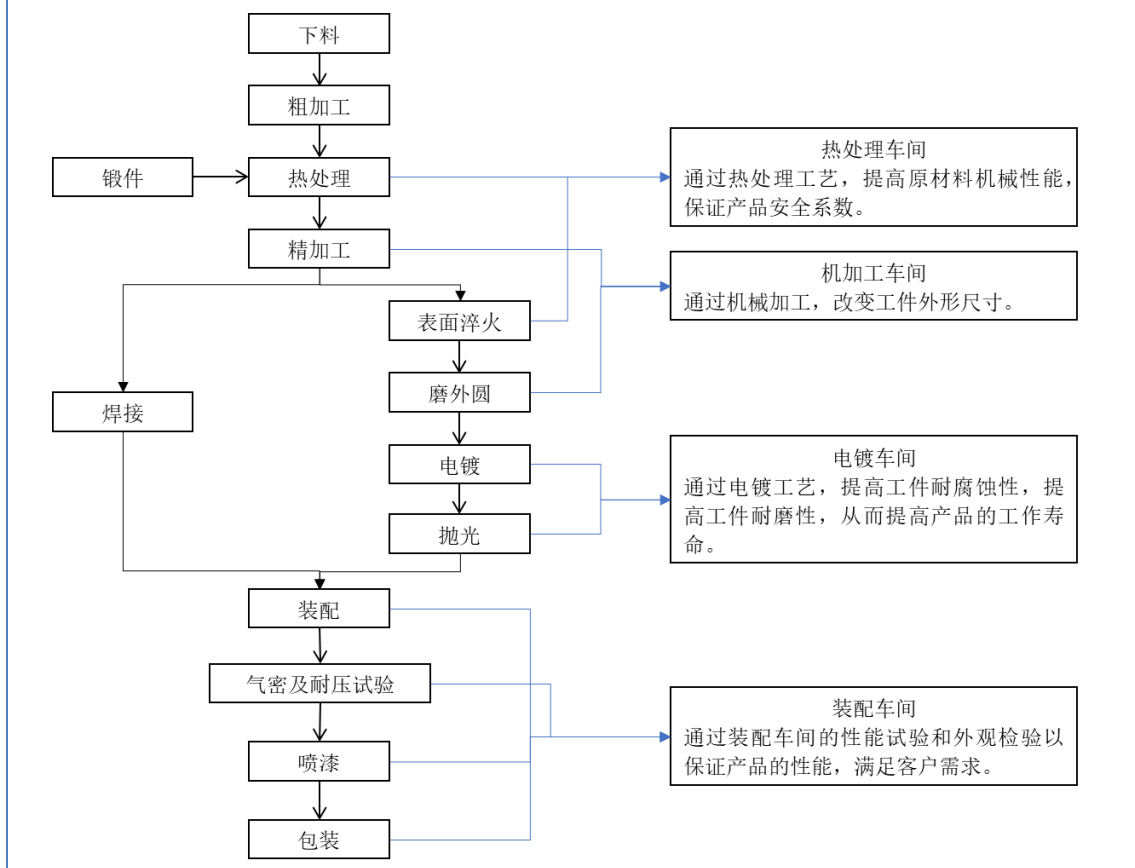 下料
粗加工
锻件
热处理
精加工
表面淬火
磨外圆
焊接
电镀
抛光
装配
气密及耐压试验
喷漆
包装
热处理车间
通过热处理工艺，提高原材料机械性能，
保证产品安全系数。
机加工车间
通过机械加工，改变工件外形尺寸。
电镀车间
通过电镀工艺，提高工件耐腐蚀性，提
高工件耐磨性，从而提高产品的工作寿
命。
装配车间
通过装配车间的性能试验和外观检验以
保证产品的性能，满足客户需求。